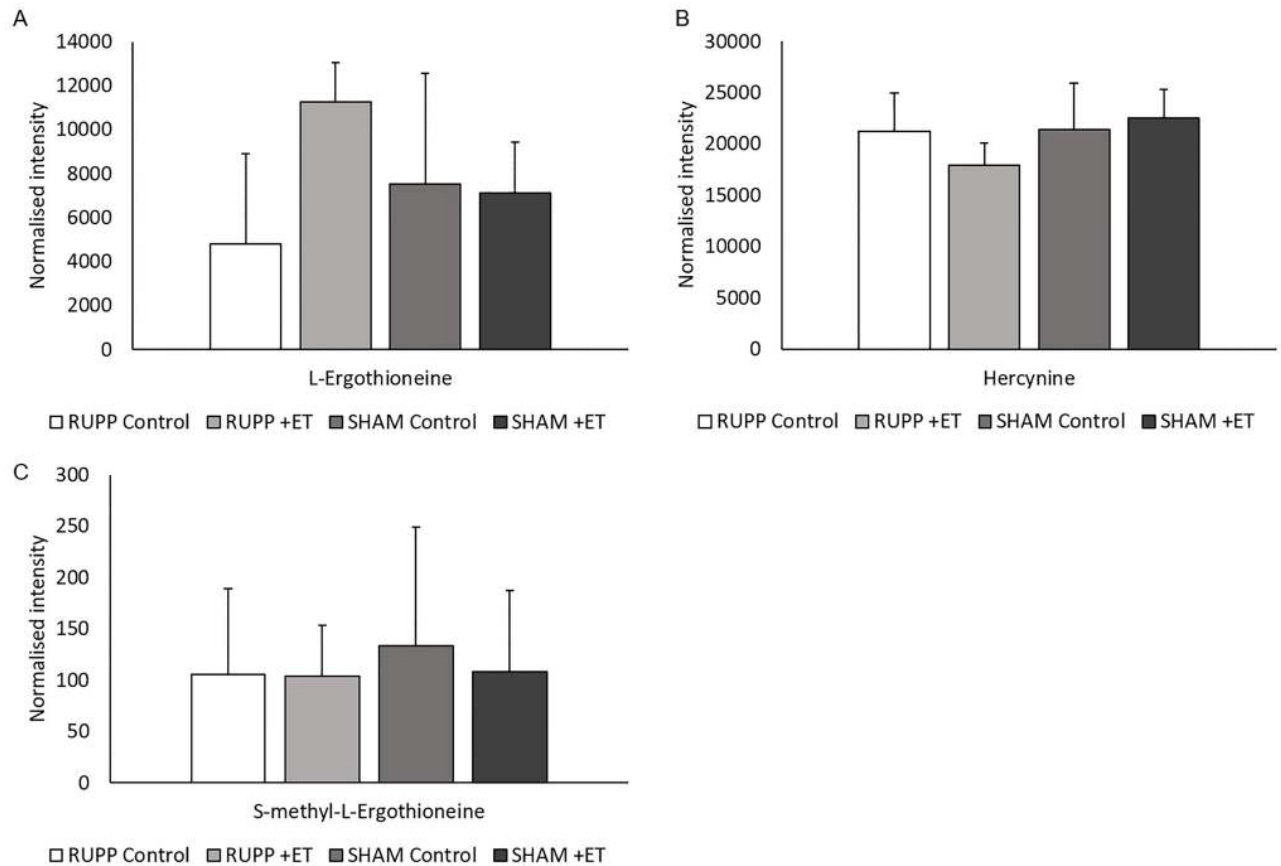 A
Normalised intensity
14000
12000
10000
8000
6000
4000
2000
0
L-Ergothioneine
RUPP Control RUPP +ET SHAM Control SHAM +ET
B
Normalised intensity
30000
25000
20000
15000
10000
5000
0
Hercynine
RUPP Control RUPP +ET SHAM Control SHAM +ET
C
Normalised intensity
300
250
200
150
100
50
0
S-methyl-L-Ergothioneine
RUPP Control RUPP +ET SHAM Control SHAM +ET